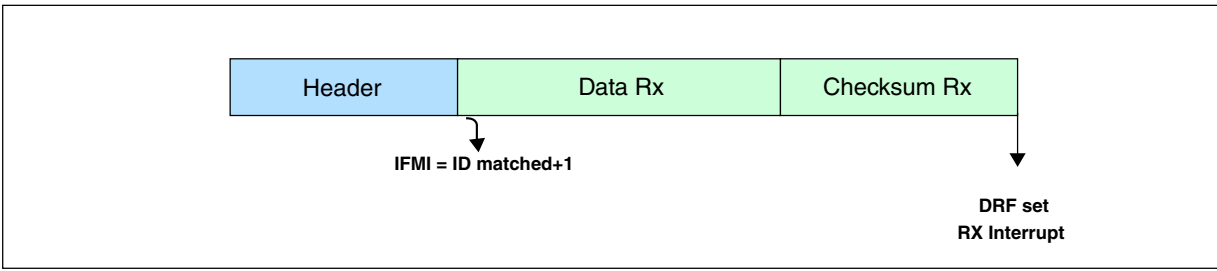 Header
Data Rx
Checksum Rx
IFMI = ID matched+1
DRF set
RX Interrupt